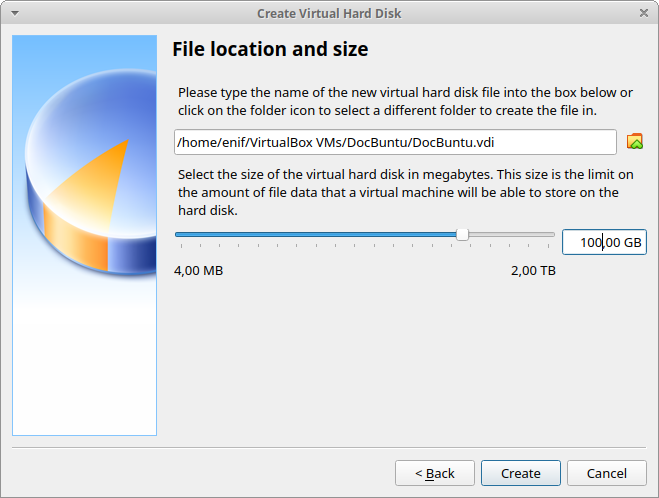 Create Virtual Hard Disk
File location and size
Please type the name of the new virtual hard disk file into the box below or
click on the folder icon to select a different folder to create the file in.
/home/enif/VirtualBox VMs/DocBuntu/DocBuntu.vdi
Select the size of the virtual hard disk in megabytes. This size is the limit on
the amount of file data that a virtual machine will be able to store on the
hard disk.
100,00 GB
4,00 MB
2,00 TB
< Back
Create
Cancel